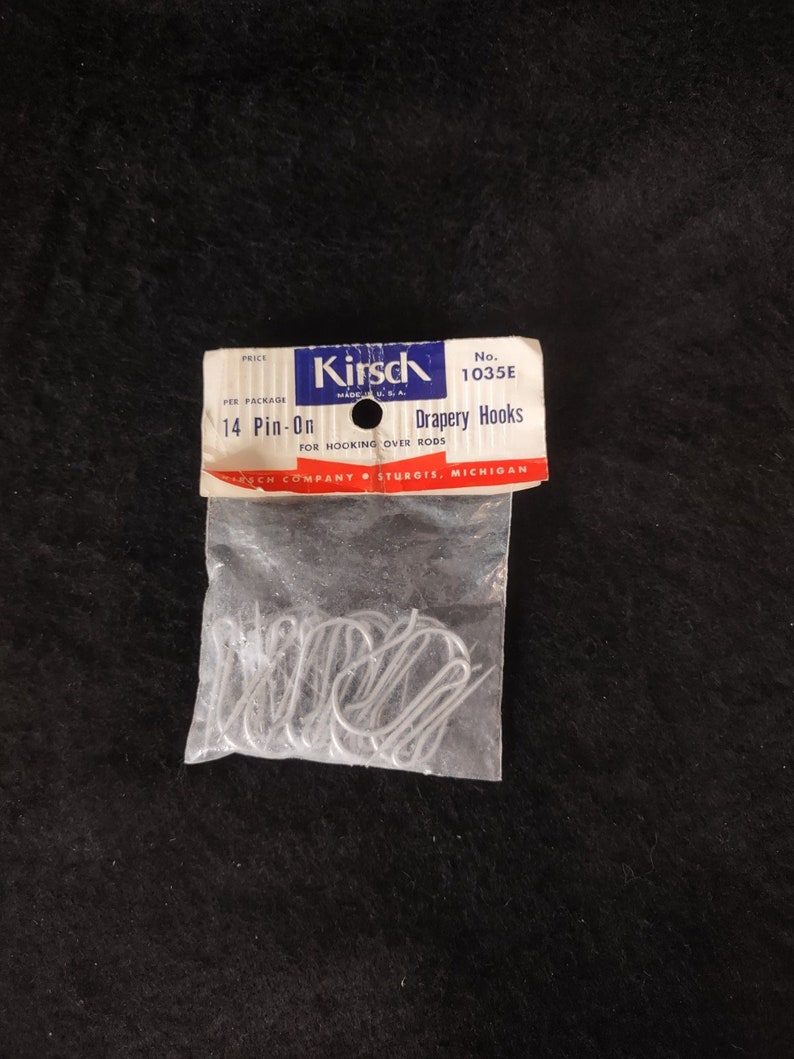 PRICE
Kirsch
No.
1035E
MADE IN U. S. A.
PER PACKAGE
14 Pin-On
Drapery Hooks
FOR HOOKING OVER RODS
KIRSCH COMPANY • STURGIS, MICHIGAN